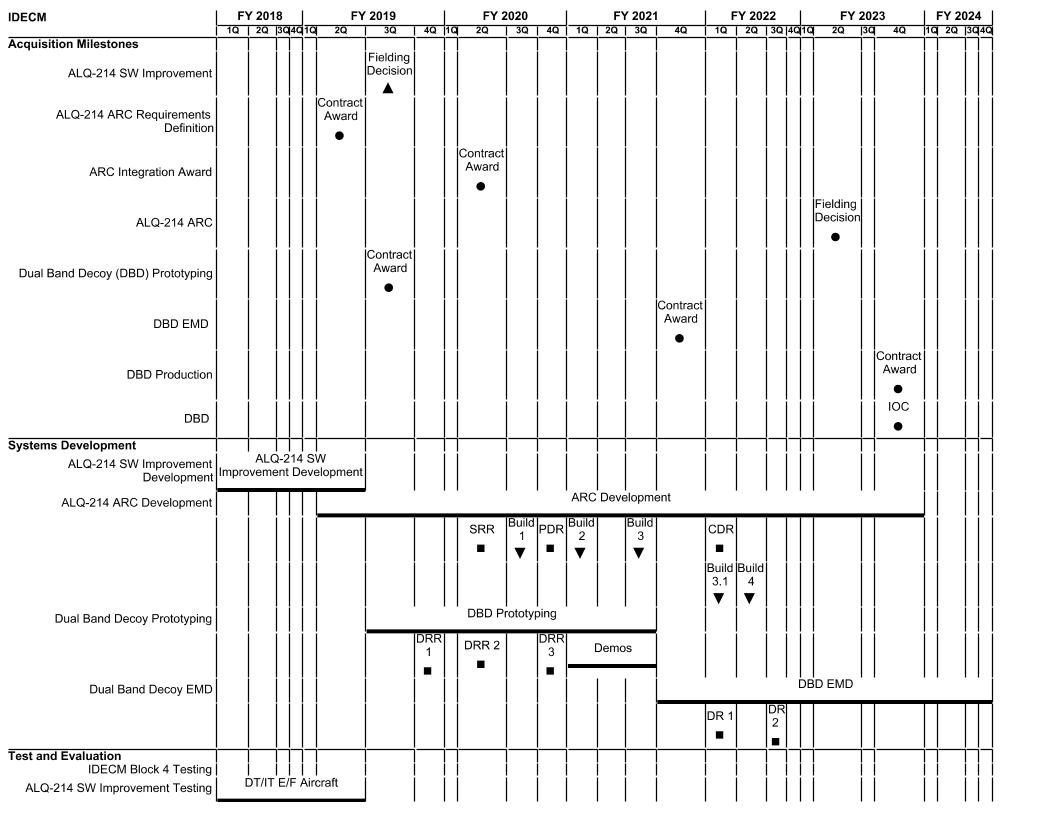 IDECM
FY 2018 FY 2019 FY 2020 FY 2021 FY 2022 FY 2023 FY 2024
1Q 2Q 3Q 4Q 1Q 2Q 3Q 4Q 1Q 2Q 3Q 4Q 1Q 2Q 3Q 4Q 1Q 2Q 3Q 4Q 1Q 2Q 3Q 4Q 1Q 2Q 3Q 4Q
Acquisition Milestones
ALQ-214 SW Improvement
Fielding
Decision
ALQ-214 ARC Requirements
Definition
Contract
Award
ARC Integration Award
Contract
Award
ALQ-214 ARC
Fielding
Decision
Dual Band Decoy (DBD) Prototyping
Contract
Award
DBD EMD
Contract
Award
DBD Production
Contract
Award
DBD
IOC
Systems Development
ALQ-214 SW Improvement
Development
ALQ-214 SW
Improvement Development
ALQ-214 ARC Development
ARC Development
SRR
Build
1
PDR
Build
2
Build
3
CDR
Build
3.1
Build
4
Dual Band Decoy Prototyping
DBD Prototyping
DRR
1
DRR 2
DRR
3
Demos
Dual Band Decoy EMD
DBD EMD
DR 1
DR
2
Test and Evaluation
IDECM Block 4 Testing
ALQ-214 SW Improvement Testing
DT/IT E/F Aircraft